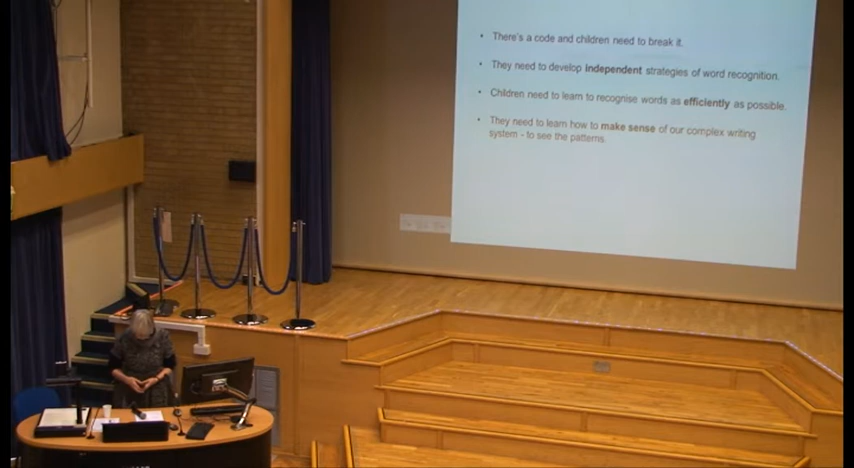 • There's a code and children need to break it.
• They need to develop independent strategies of word recognition.
• Children need to learn to recognise words as efficiently as possible.
• They need to learn how to make sense of our complex writing
system - to see the patterns.